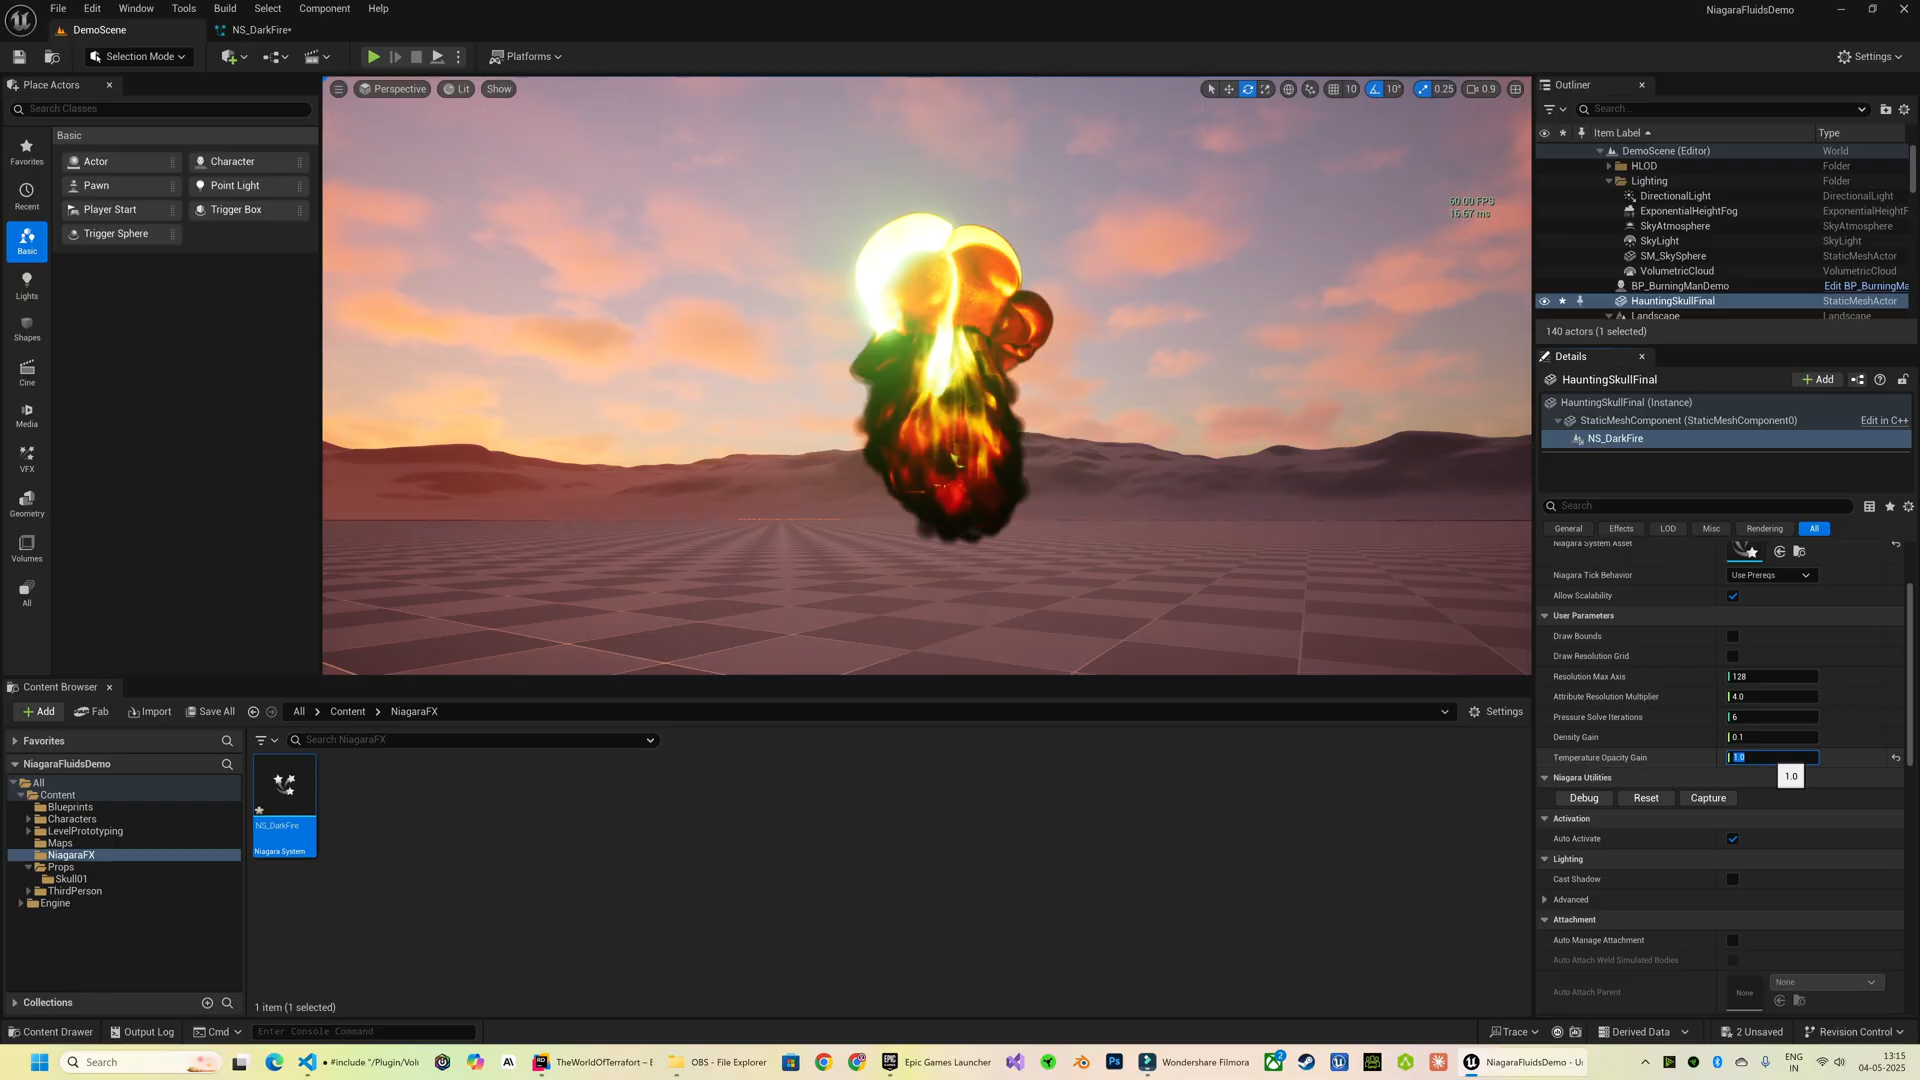 File Edit Window Tools Build Select Component Help
NiagaraFluidsDemo
DemoScene
NS_DarkFire*
Selection Mode
Platforms
Settings
Place Actors
Search Classes
Favorites
Recent
Basic
Lights
Shapes
Cine
Media
VFX
Geometry
Volumes
All
Basic
Actor
Character
Pawn
Point Light
Player Start
Trigger Box
Trigger Sphere
Perspective
Lit
Show
10
10°
0.25
0.9
60.00 FPS
16.67 ms
Outliner
Search...
Item Label
Type
DemoScene (Editor) World
HLOD Folder
Lighting Folder
DirectionalLight DirectionalLight
ExponentialHeightFog ExponentialHeightF
SkyAtmosphere SkyAtmosphere
SkyLight SkyLight
SM_SkySphere StaticMeshActor
VolumetricCloud VolumetricCloud
BP_BurningManDemo Edit BP_BurningMa
HauntingSkullFinal StaticMeshActor
Landscape Landscape
140 actors (1 selected)
Details
HauntingSkullFinal
Add
HauntingSkullFinal (Instance)
StaticMeshComponent (StaticMeshComponent0)
Edit in C++
NS_DarkFire
Search
General
Effects
LOD
Misc
Rendering
All
Niagara System Asset
Niagara Tick Behavior Use Prereqs
Allow Scalability
User Parameters
Draw Bounds
Draw Resolution Grid
Resolution Max Axis 128
Attribute Resolution Multiplier 4.0
Pressure Solve Iterations 6
Density Gain 0.1
Temperature Opacity Gain 1.0
1.0
Niagara Utilities
Debug
Reset
Capture
Activation
Auto Activate
Lighting
Cast Shadow
Advanced
Attachment
Auto Manage Attachment
Auto Attach Weld Simulated Bodies
Auto Attach Parent
None
None
Content Browser
Add
Fab
Import
Save All
All
Content
NiagaraFX
Settings
Favorites
NiagaraFluidsDemo
All
Content
Blueprints
Characters
LevelPrototyping
Maps
NiagaraFX
Props
Skull01
ThirdPerson
Engine
Collections
Search NiagaraFX
NS_DarkFire
Niagara System
1 item (1 selected)
Content Drawer
Output Log
Cmd
Enter Console Command
Trace
Derived Data
2 Unsaved
Revision Control
Search
#include "/Plugin/Volu
TheWorldOfTerrafort – E
OBS - File Explorer
Epic Games Launcher
Wondershare Filmora
2
NiagaraFluidsDemo - U
ENG
IN
13:15
04-05-2025